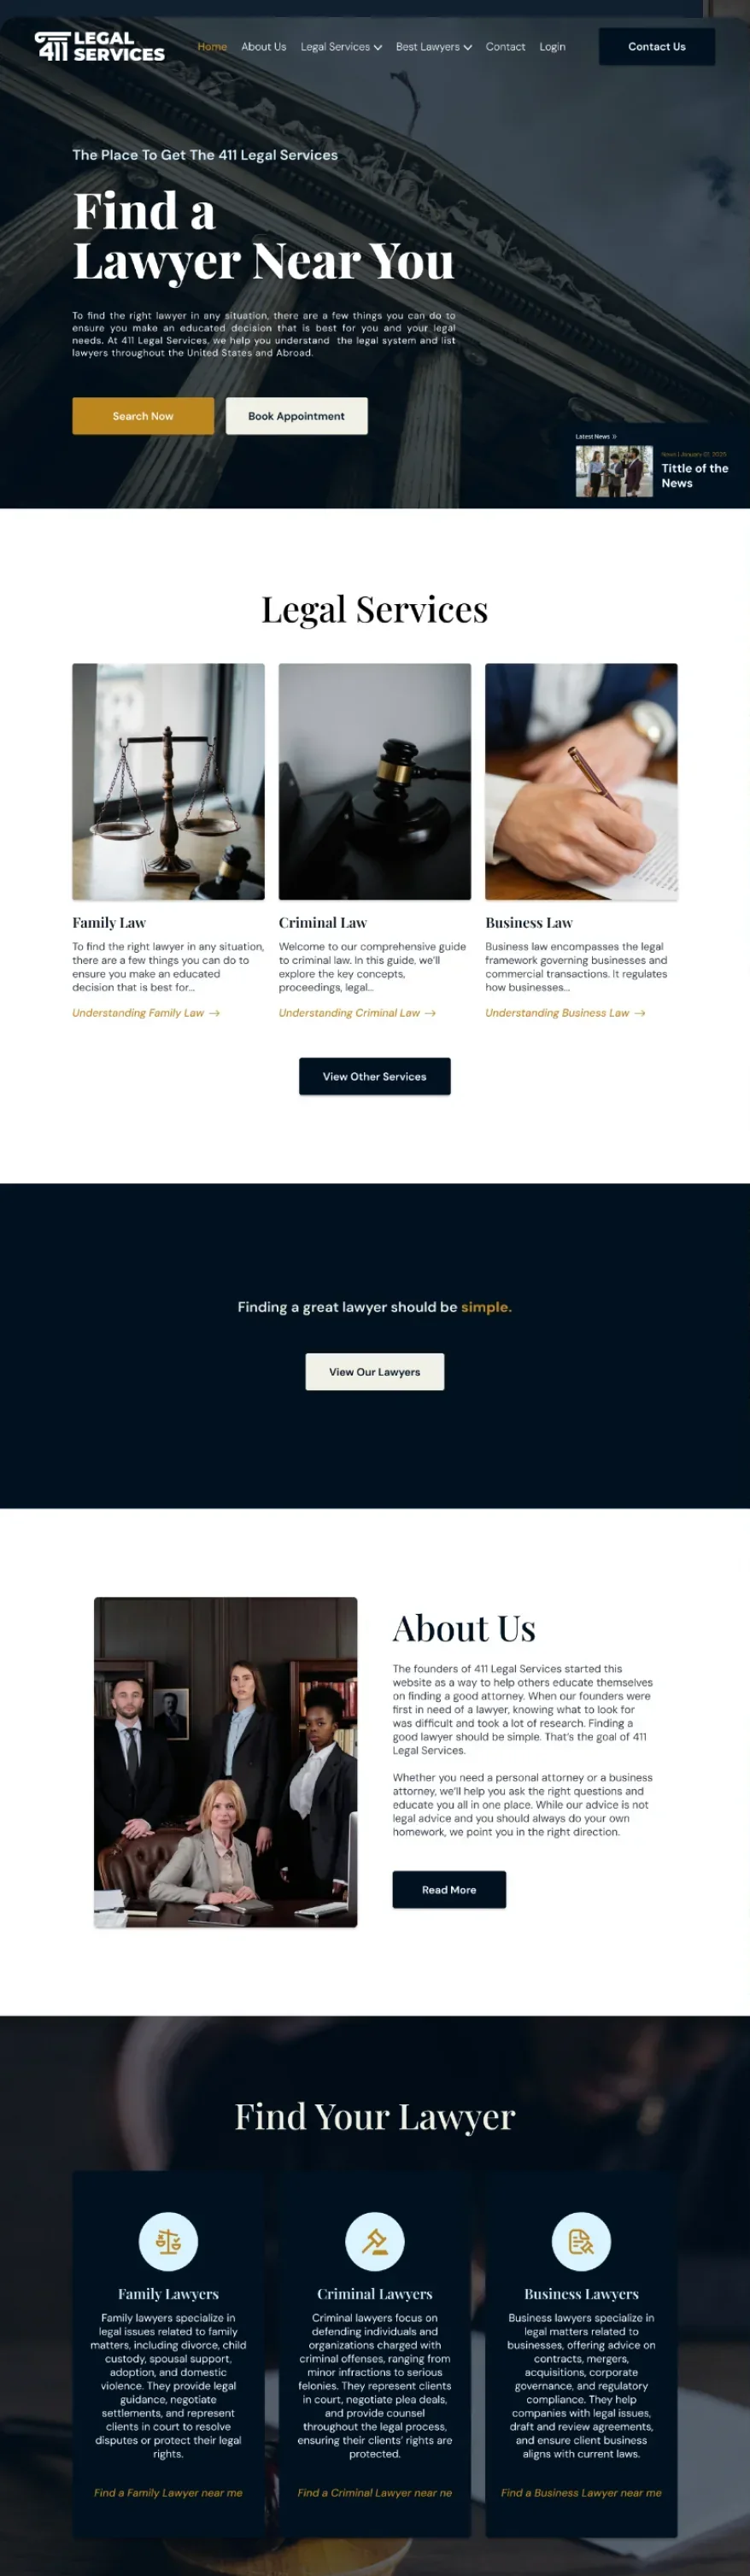 411 LEGAL
SERVICES
Home About Us Legal Services Best Lawyers Contact Login Contact Us
The Place To Get The 411 Legal Services
Find a
Lawyer Near You
To find the right lawyer in any situation, there are a few things you can do to
ensure you make an educated decision that is best for you and your legal
needs. At 411 Legal Services, we help you understand the legal system and list
lawyers throughout the United States and Abroad.
Search Now Book Appointment
Latest News »
News | January 01, 2025
Tittle of the
News
Legal Services
Family Law
To find the right lawyer in any situation,
there are a few things you can do to
ensure you make an educated
decision that is best for...
Understanding Family Law →
Criminal Law
Welcome to our comprehensive guide
to criminal law. In this guide, we'll
explore the key concepts,
proceedings, legal...
Understanding Criminal Law →
Business Law
Business law encompasses the legal
framework governing businesses and
commercial transactions. It regulates
how businesses...
Understanding Business Law →
View Other Services
Finding a great lawyer should be simple.
View Our Lawyers
About Us
The founders of 411 Legal Services started this
website as a way to help others educate themselves
on finding a good attorney. When our founders were
first in need of a lawyer, knowing what to look for
was difficult and took a lot of research. Finding a
good lawyer should be simple. That's the goal of 411
Legal Services.
Whether you need a personal attorney or a business
attorney, we'll help you ask the right questions and
educate you all in one place. While our advice is not
legal advice and you should always do your own
homework, we point you in the right direction.
Read More
Find Your Lawyer
Family Lawyers
Family lawyers specialize in
legal issues related to family
matters, including divorce, child
custody, spousal support,
adoption, and domestic
violence. They provide legal
guidance, negotiate
settlements, and represent
clients in court to resolve
disputes or protect their legal
rights.
Find a Family Lawyer near me
Criminal Lawyers
Criminal lawyers focus on
defending individuals and
organizations charged with
criminal offenses, ranging from
minor infractions to serious
felonies. They represent clients
in court, negotiate plea deals,
and provide counsel
throughout the legal process,
ensuring their clients' rights are
protected.
Find a Criminal Lawyer near ne
Business Lawyers
Business lawyers specialize in
legal matters related to
businesses, offering advice on
contracts, mergers,
acquisitions, corporate
governance, and regulatory
compliance. They help
companies with legal issues,
draft and review agreements,
and ensure client business
aligns with current laws.
Find a Business Lawyer near me